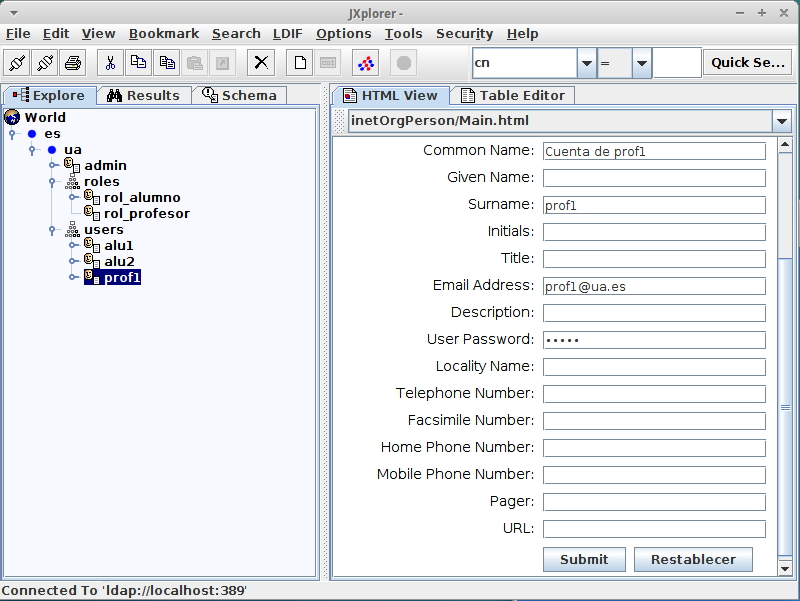 JXplorer -
File Edit View Bookmark Search LDIF Options Tools Security Help
cn = Quick Se...
Explore Results Schema
HTML View Table Editor
World
es
ua
admin
roles
rol_alumno
rol_profesor
users
alu1
alu2
prof1
inetOrgPerson/Main.html
Common Name: Cuenta de prof1
Given Name:
Surname: prof1
Initials:
Title:
Email Address: prof1@ua.es
Description:
User Password: •••••
Locality Name:
Telephone Number:
Facsimile Number:
Home Phone Number:
Mobile Phone Number:
Pager:
URL:
Submit Restablecer
Connected To 'ldap://localhost:389'